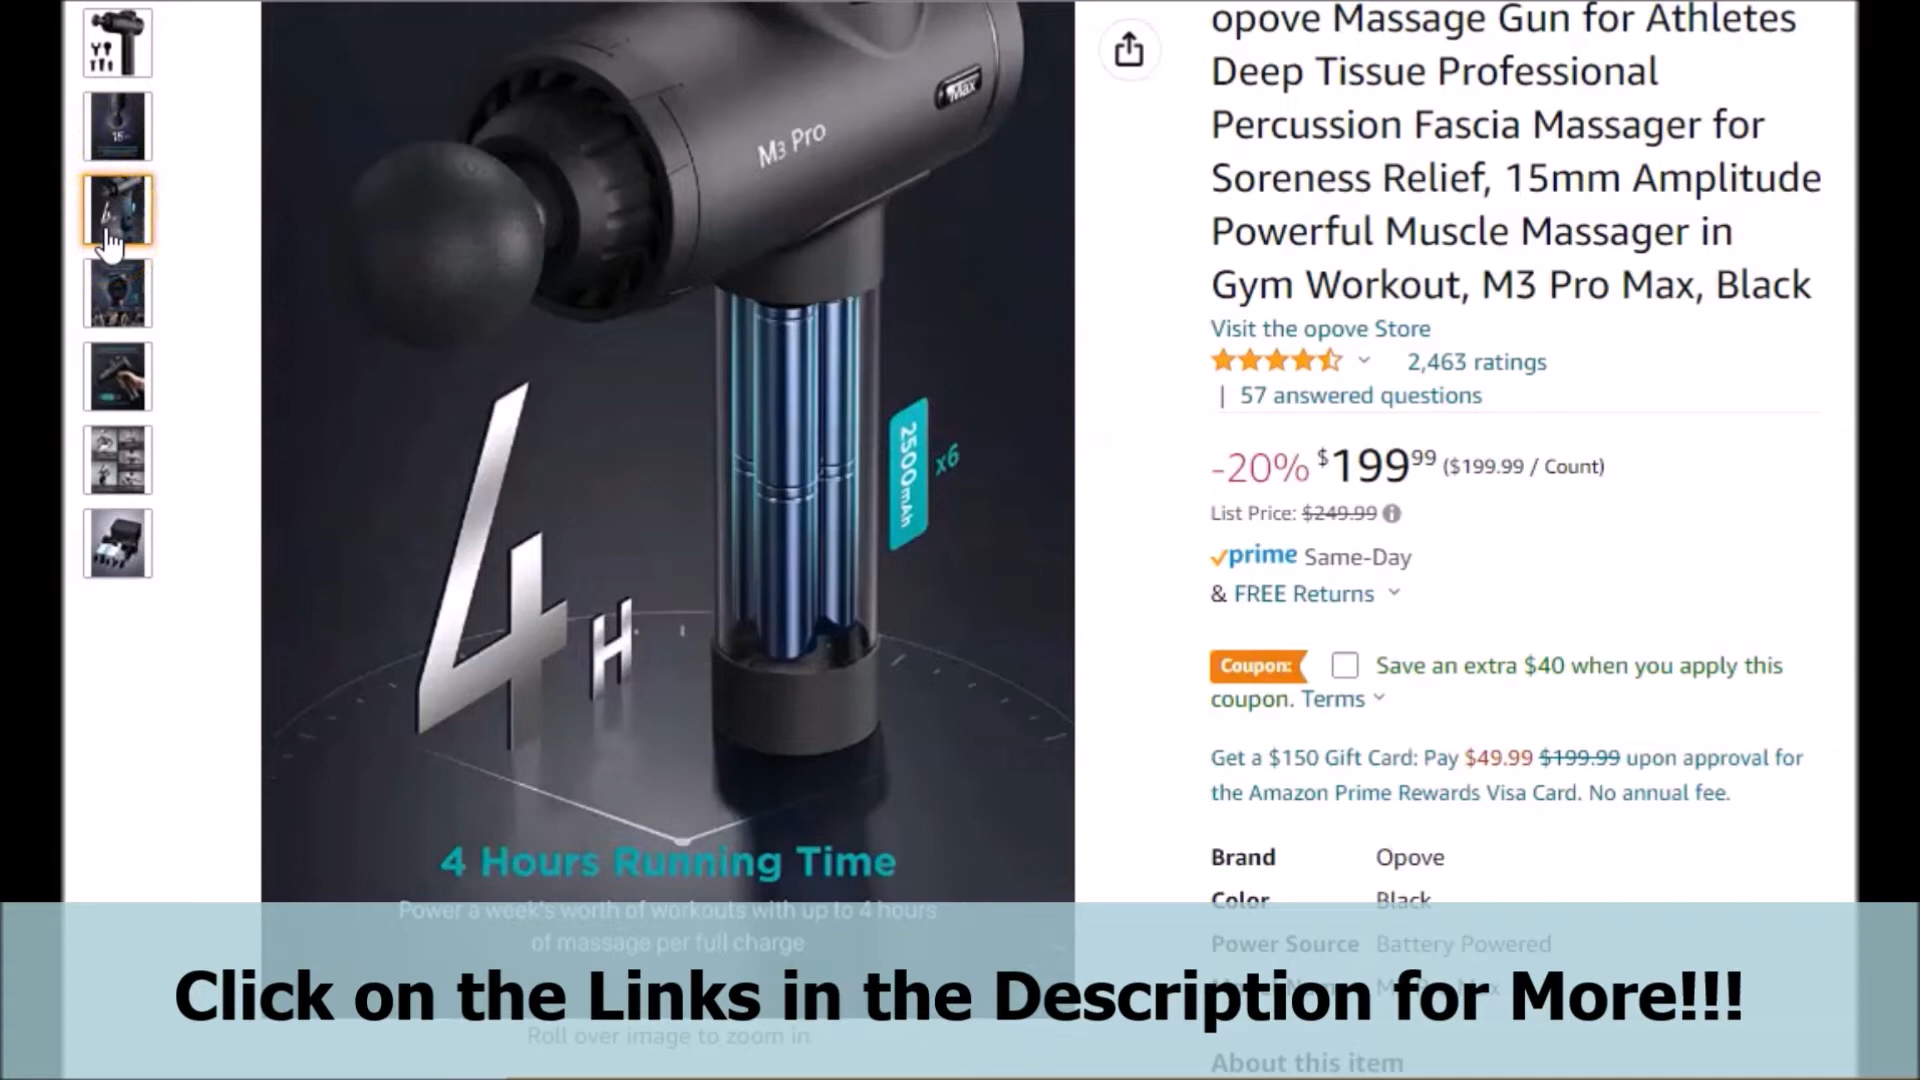 opove Massage Gun for Athletes
Deep Tissue Professional
Percussion Fascia Massager for
Soreness Relief, 15mm Amplitude
Powerful Muscle Massager in
Gym Workout, M3 Pro Max, Black
Visit the opove Store
2,463 ratings
| 57 answered questions
-20% $199.99 ($199.99 / Count)
List Price: $249.99
prime Same-Day
& FREE Returns
Coupon: Save an extra $40 when you apply this
coupon. Terms
Get a $150 Gift Card: Pay $49.99 $199.99 upon approval for
the Amazon Prime Rewards Visa Card. No annual fee.
Brand Opove
Color Black
Power Source Battery Powered
About this item
Max
M3 Pro
2500mAh
x6
4 H
4 Hours Running Time
Power a week's worth of workouts with up to 4 hours
of massage per full charge
Click on the Links in the Description for More!!!
Roll over image to zoom in
15